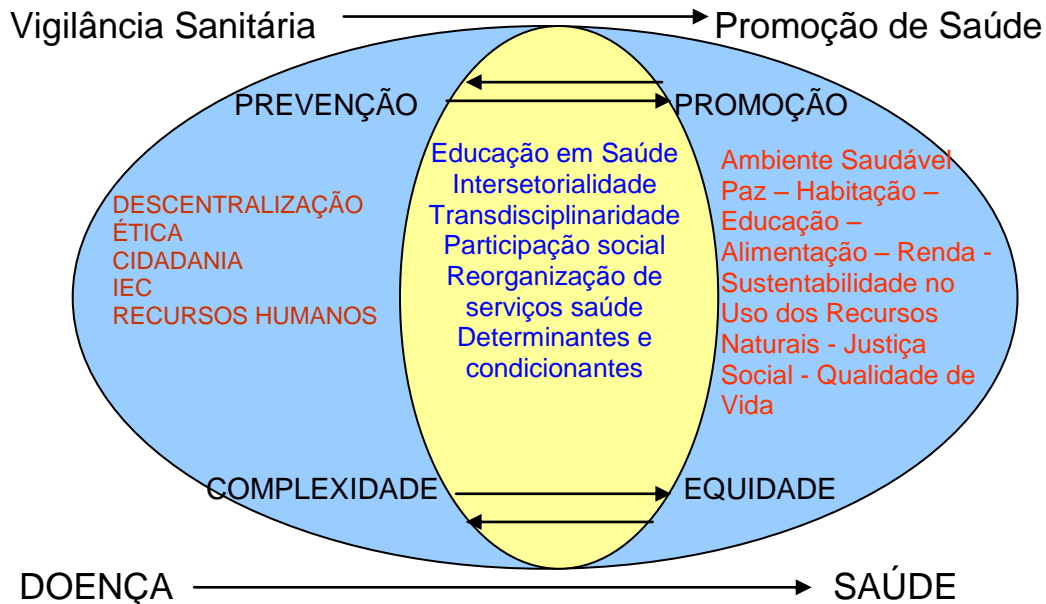 Vigilância Sanitária
Promoção de Saúde
PREVENÇÃO
PROMOÇÃO
DESCENTRALIZAÇÃO
ÉTICA
CIDADANIA
IEC
RECURSOS HUMANOS
Educação em Saúde
Intersetorialidade
Transdisciplinaridade
Participação social
Reorganização de
serviços saúde
Determinantes e
condicionantes
Ambiente Saudável
Paz – Habitação –
Educação –
Alimentação – Renda -
Sustentabilidade no
Uso dos Recursos
Naturais - Justiça
Social - Qualidade de
Vida
COMPLEXIDADE
EQUIDADE
DOENÇA
SAÚDE